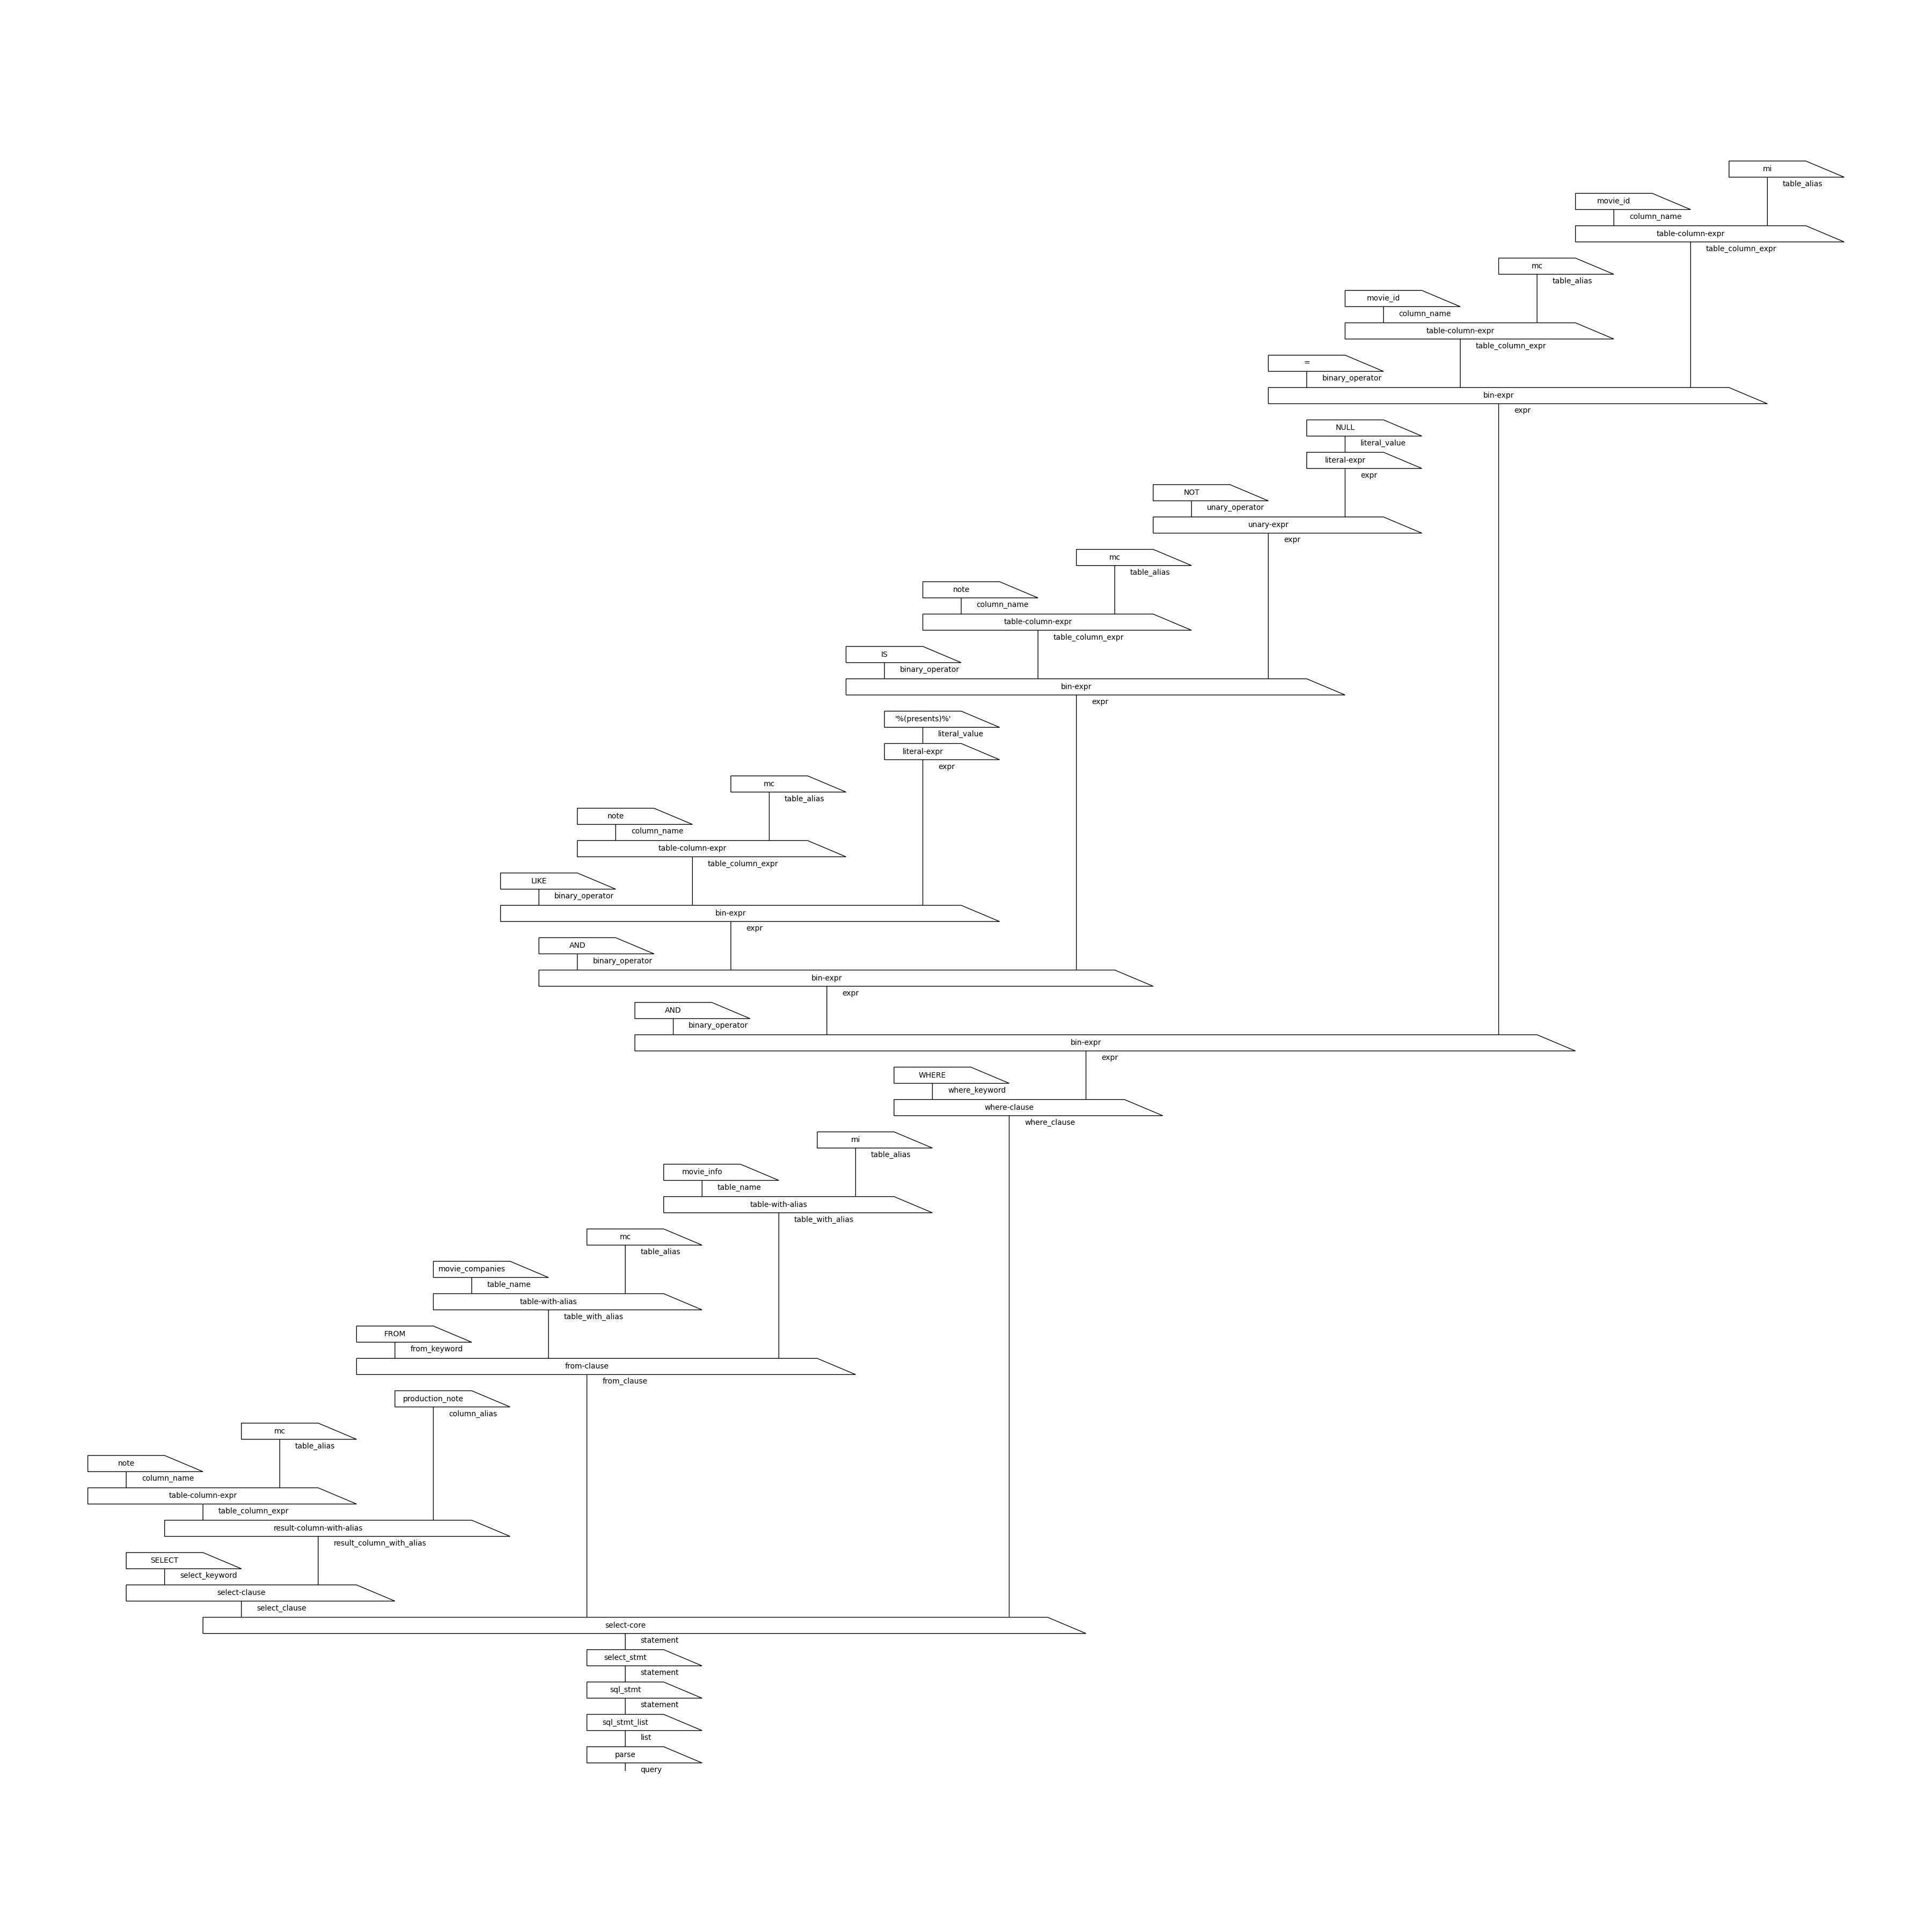 mi
table_alias
movie_id
column_name
table-column-expr
table_column_expr
mc
table_alias
movie_id
column_name
table-column-expr
table_column_expr
=
binary_operator
bin-expr
expr
NULL
literal_value
literal-expr
expr
NOT
unary_operator
unary-expr
expr
mc
table_alias
note
column_name
table-column-expr
table_column_expr
IS
binary_operator
bin-expr
expr
'%(presents)%'
literal_value
literal-expr
expr
mc
table_alias
note
column_name
table-column-expr
table_column_expr
LIKE
binary_operator
bin-expr
expr
AND
binary_operator
bin-expr
expr
AND
binary_operator
bin-expr
expr
WHERE
where_keyword
where-clause
where_clause
mi
table_alias
movie_info
table_name
table-with-alias
table_with_alias
mc
table_alias
movie_companies
table_name
table-with-alias
table_with_alias
FROM
from_keyword
from-clause
from_clause
production_note
column_alias
mc
table_alias
note
column_name
table-column-expr
table_column_expr
result-column-with-alias
result_column_with_alias
SELECT
select_keyword
select-clause
select_clause
select-core
statement
select_stmt
statement
sql_stmt
statement
sql_stmt_list
list
parse
query